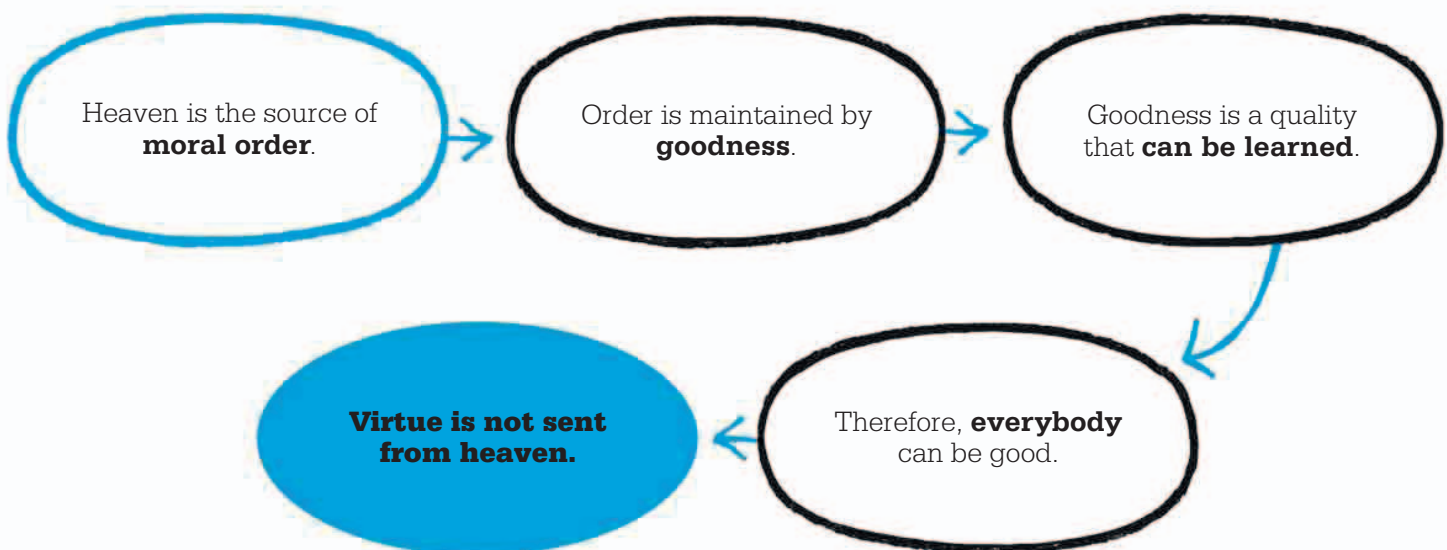 Heaven is the source of
moral order.
Order is maintained by
goodness.
Goodness is a quality
that can be learned.
Therefore, everybody
can be good.
Virtue is not sent
from heaven.